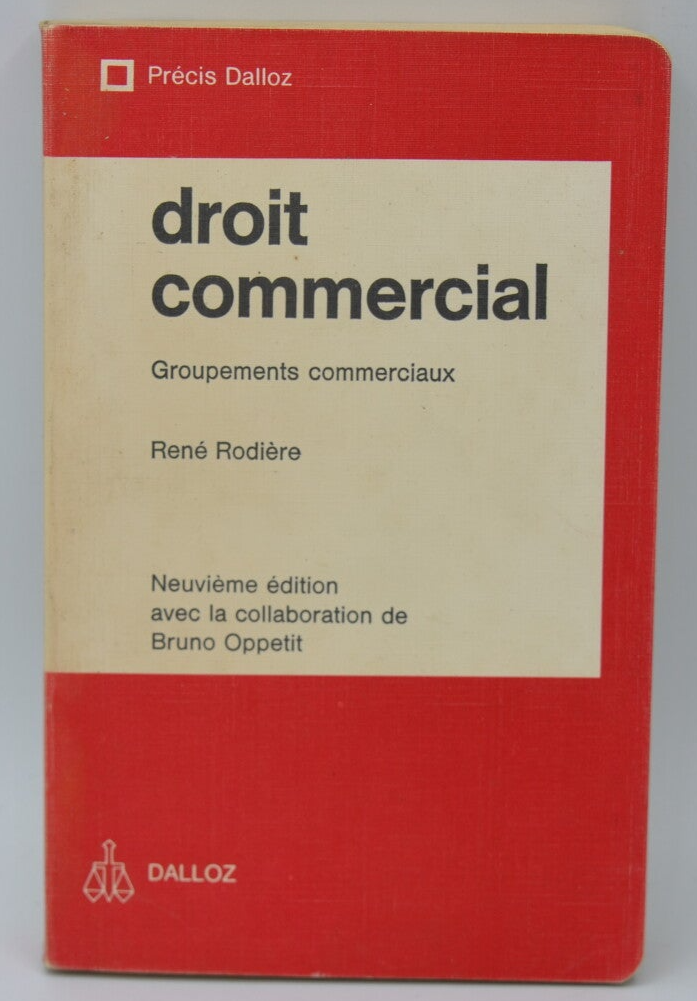 Précis Dalloz
droit
commercial
Groupements commerciaux
René Rodière
Neuvième édition
avec la collaboration de
Bruno Oppetit
DALLOZ